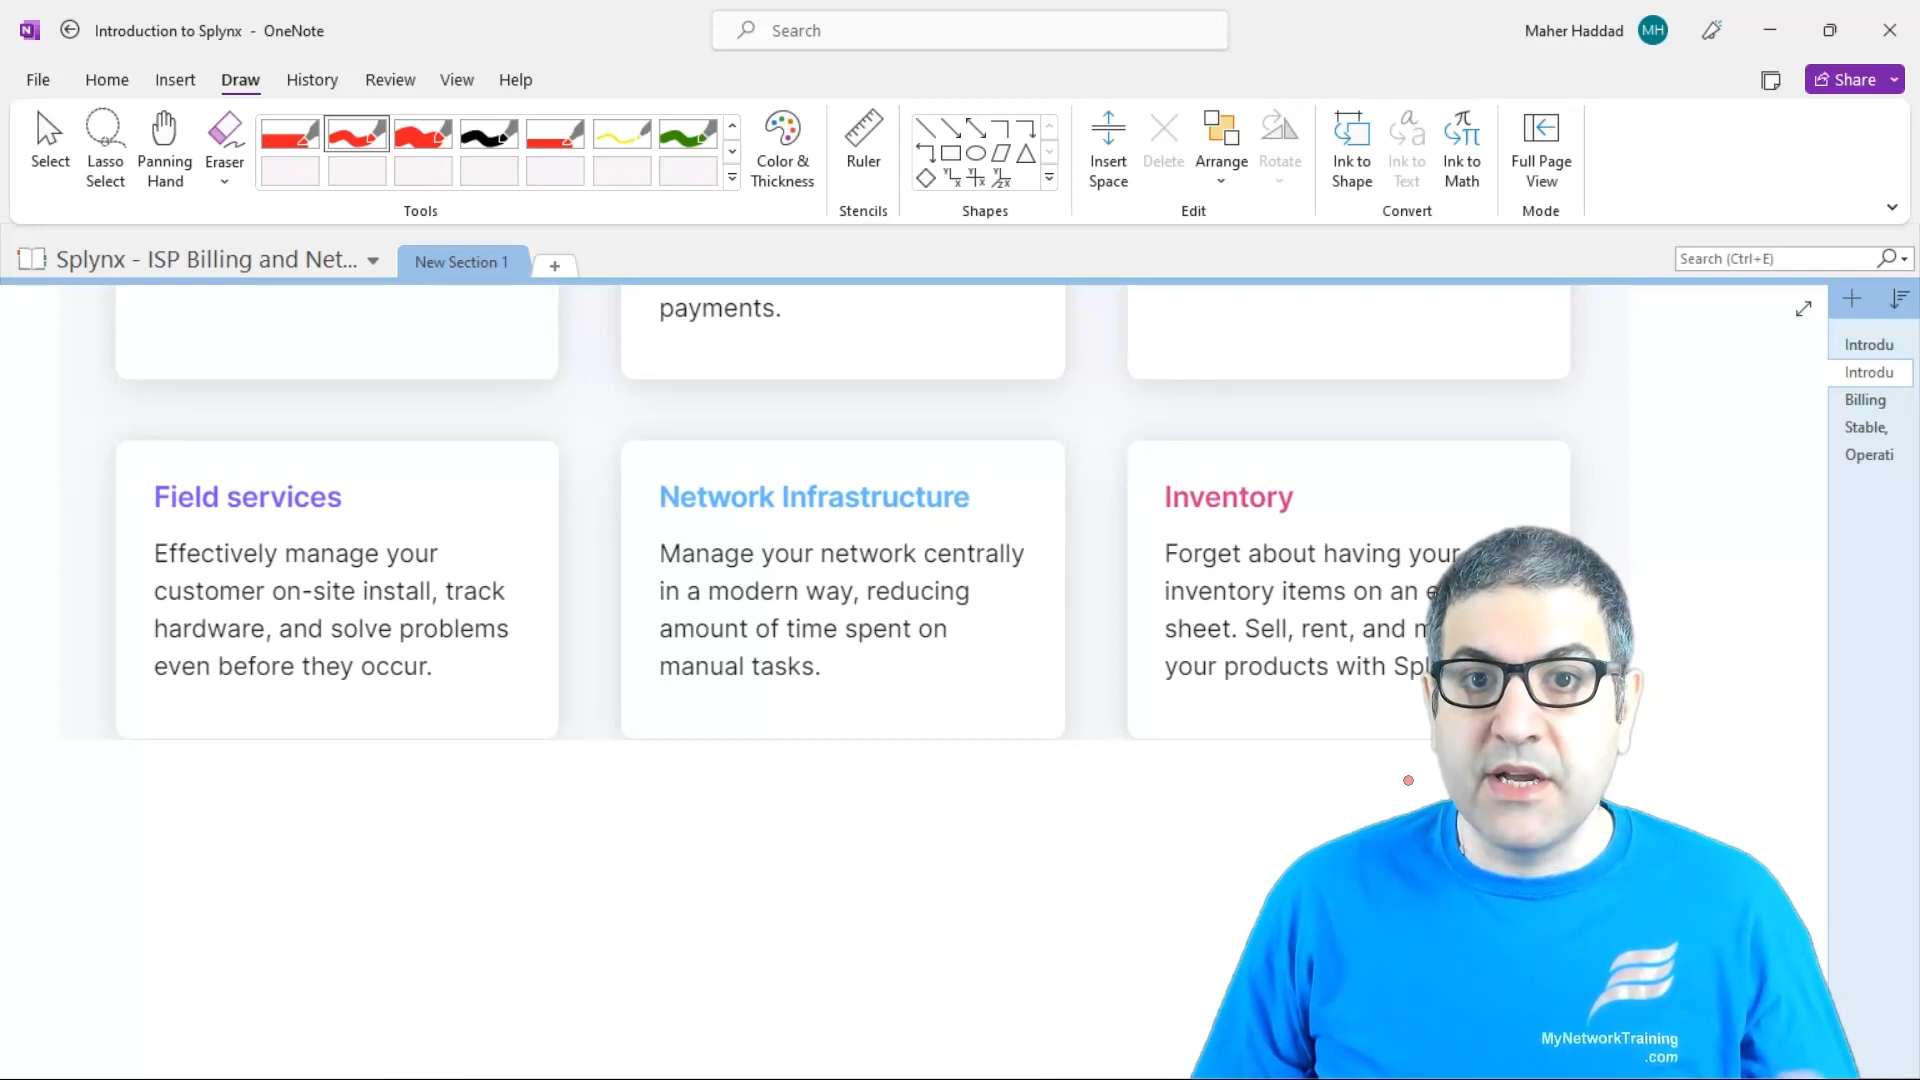 Introduction to Splynx - OneNote
Search
Maher Haddad
MH
File
Home
Insert
Draw
History
Review
View
Help
Share
Select
Lasso
Select
Panning
Hand
Eraser
Color &
Thickness
Ruler
Insert
Space
Delete
Arrange
Rotate
Ink to
Shape
Ink to
Text
Ink to
Math
Full Page
View
Tools
Stencils
Shapes
Edit
Convert
Mode
Splynx - ISP Billing and Net...
New Section 1
Search (Ctrl+E)
Introdu
Introdu
Billing
Stable,
Operati
payments.
Field services
Effectively manage your
customer on-site install, track
hardware, and solve problems
even before they occur.
Network Infrastructure
Manage your network centrally
in a modern way, reducing
amount of time spent on
manual tasks.
Inventory
Forget about having your
inventory items on an
sheet. Sell, rent, and
your products with
MyNetworkTraining
.com